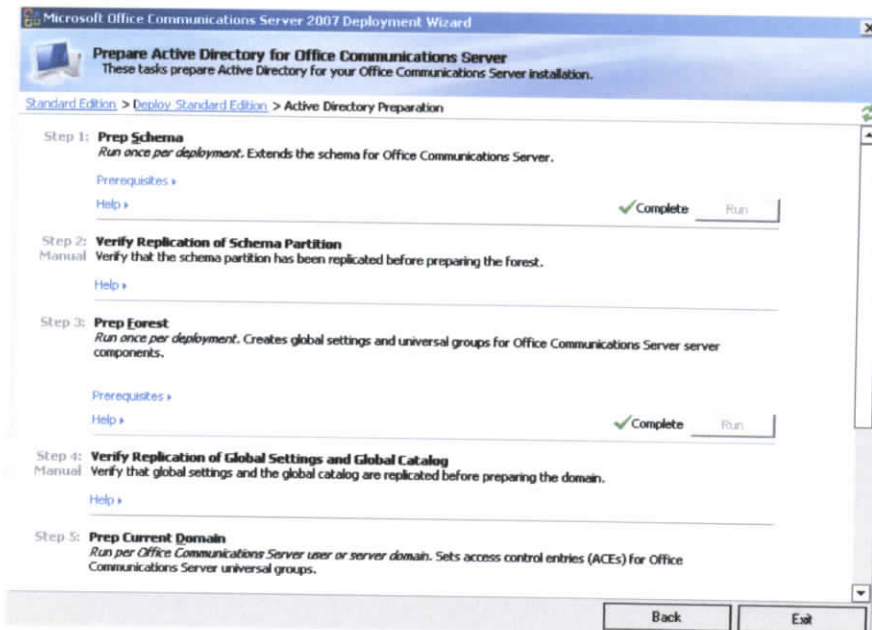 Microsoft Office Communications Server 2007 Deployment Wizard
Prepare Active Directory for Office Communications Server
These tasks prepare Active Directory for your Office Communications Server installation.
Standard Edition > Deploy Standard Edition > Active Directory Preparation
Step 1: Prep Schema
Run once per deployment. Extends the schema for Office Communications Server.
Prerequisites
Help
Complete Run
Step 2: Verify Replication of Schema Partition
Manual Verify that the schema partition has been replicated before preparing the forest.
Help
Step 3: Prep Forest
Run once per deployment. Creates global settings and universal groups for Office Communications Server server
components.
Prerequisites
Help
Complete Run
Step 4: Verify Replication of Global Settings and Global Catalog
Manual Verify that global settings and the global catalog are replicated before preparing the domain.
Help
Step 5: Prep Current Domain
Run per Office Communications Server user or server domain. Sets access control entries (ACEs) for Office
Communications Server universal groups.
Back Exit